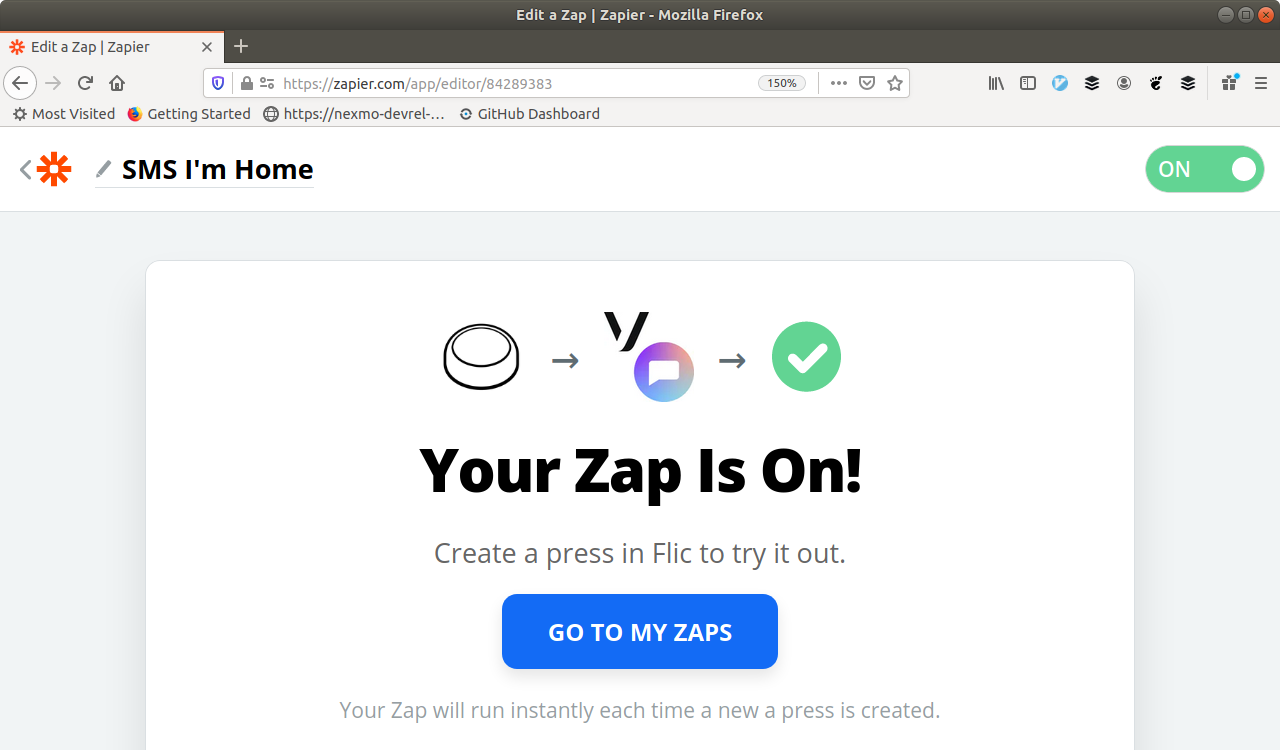 Edit a Zap | Zapier - Mozilla Firefox
Edit a Zap | Zapier
https://zapier.com/app/editor/84289383
150%
Most Visited
Getting Started
https://nexmo-devrel-…
GitHub Dashboard
SMS I'm Home
ON
Your Zap Is On!
Create a press in Flic to try it out.
GO TO MY ZAPS
Your Zap will run instantly each time a new a press is created.